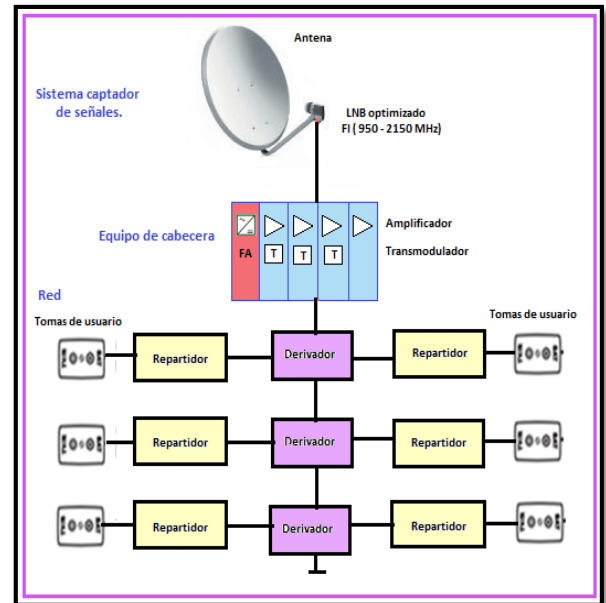 Antena
Sistema captador
de señales.
LNB optimizado
FI ( 950 - 2150 MHz)
Equipo de cabecera
FA
T
T
T
Amplificador
Transmodulador
Red
Tomas de usuario
Tomas de usuario
Repartidor
Derivador
Repartidor
Repartidor
Derivador
Repartidor
Repartidor
Derivador
Repartidor